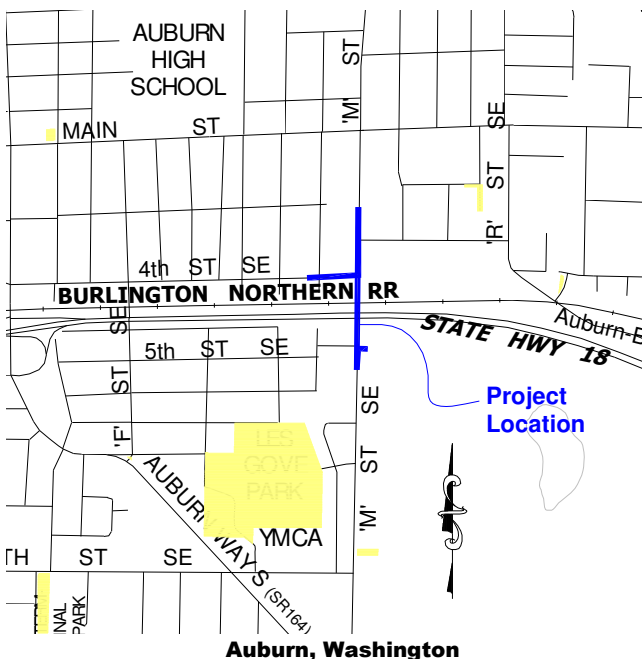 AUBURN
HIGH
SCHOOL
'M' ST
MAIN ST
'R' ST SE
4th ST SE
BURLINGTON NORTHERN RR
STATE HWY 18
Auburn-B
5th ST SE
'F' ST SE
Project
Location
LES
GOVE
PARK
'M' ST SE
AUBURN WAY S (SR164)
YMCA
TH ST SE
NAL
PARK
Auburn, Washington